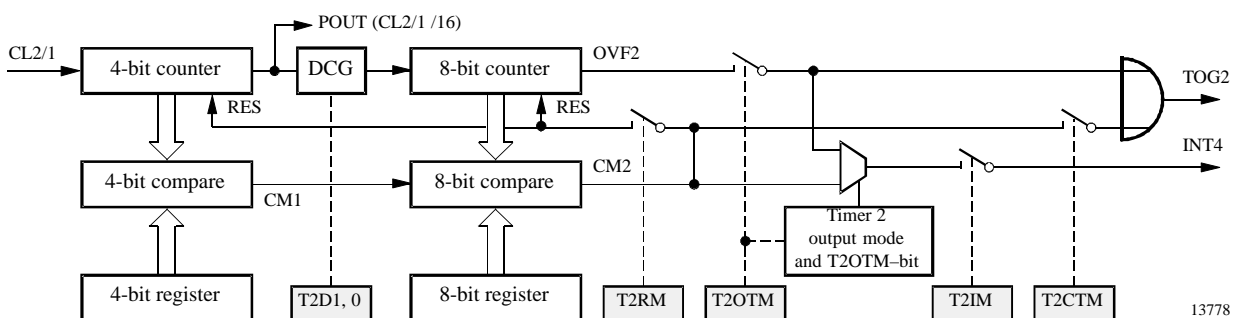 POUT (CL2/1 /16)
CL2/1
4-bit counter
DCG
8-bit counter
OVF2
TOG2
RES
RES
INT4
4-bit compare
CM1
8-bit compare
CM2
Timer 2
output mode
and T2OTM–bit
4-bit register
T2D1, 0
8-bit register
T2RM
T2OTM
T2IM
T2CTM
13778